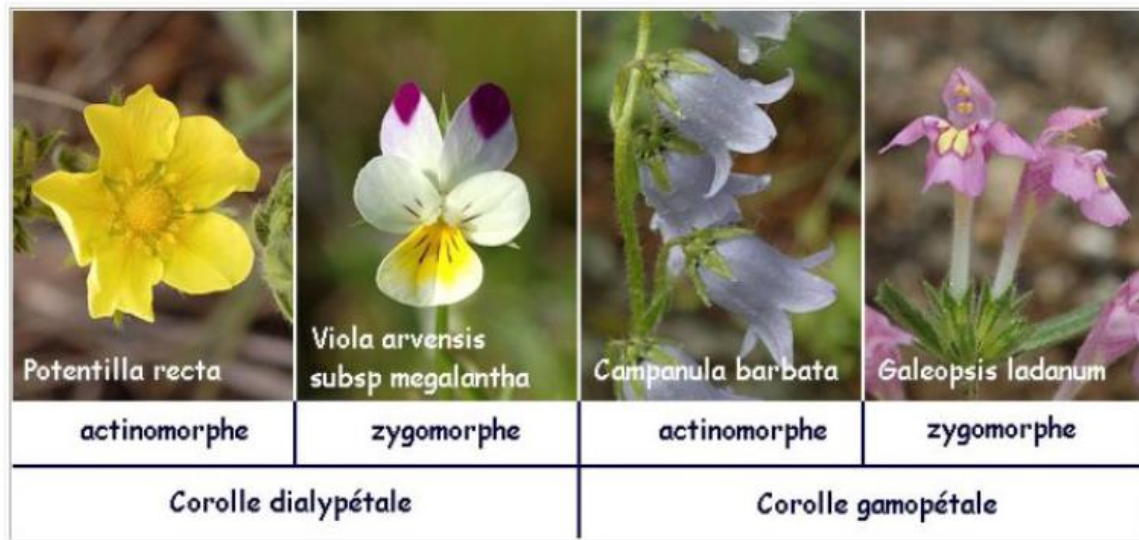 Potentilla recta
Viola arvensis
subsp megalantha
Campanula barbata
Galeopsis ladanum
actinomorphe
zygomorphe
actinomorphe
zygomorphe
Corolle dialypétale
Corolle gamopétale